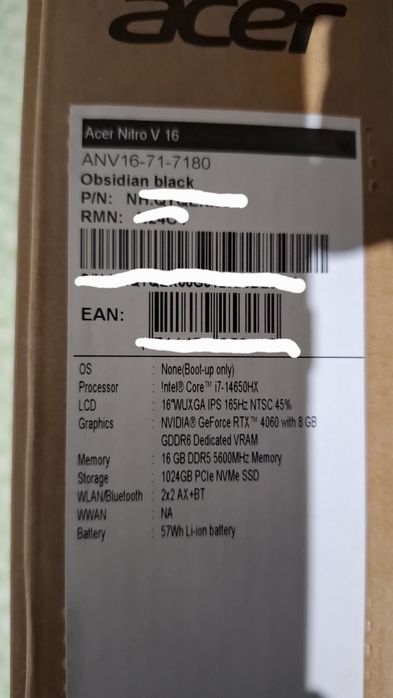 acer
Acer Nitro V 16
ANV16-71-7180
Obsidian black
P/N:
RMN:
EAN:
OS : None(Boot-up only)
Processor : Intel® Core™ i7-14650HX
LCD : 16"WUXGA IPS 165Hz NTSC 45%
Graphics : NVIDIA® GeForce RTX™ 4060 with 8 GB
GDDR6 Dedicated VRAM
Memory : 16 GB DDR5 5600MHz Memory
Storage : 1024GB PCIe NVMe SSD
WLAN/Bluetooth : 2x2 AX+BT
WWAN : NA
Battery : 57Wh Li-ion battery